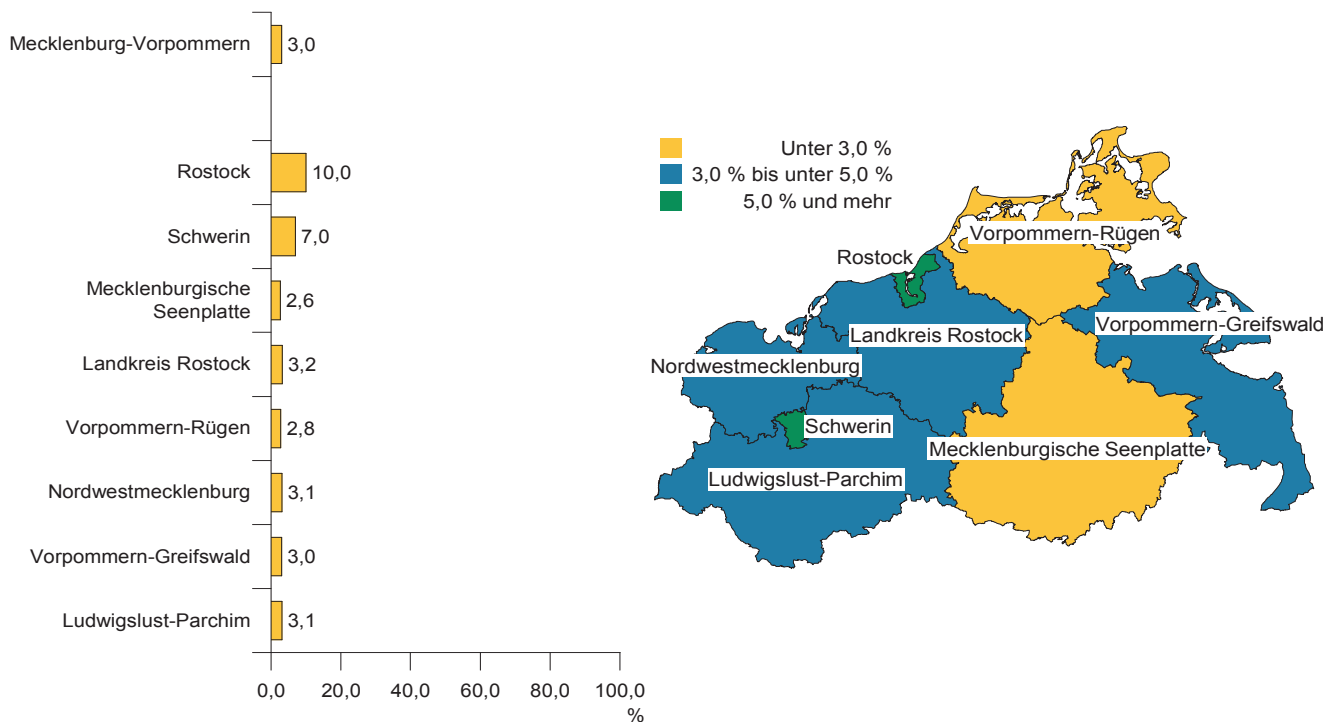 Mecklenburg-Vorpommern 3,0
Rostock 10,0
Schwerin 7,0
Mecklenburgische
Seenplatte 2,6
Landkreis Rostock 3,2
Vorpommern-Rügen 2,8
Nordwestmecklenburg 3,1
Vorpommern-Greifswald 3,0
Ludwigslust-Parchim 3,1
0,0 20,0 40,0 60,0 80,0 100,0
%
Unter 3,0 %
3,0 % bis unter 5,0 %
5,0 % und mehr
Vorpommern-Rügen
Rostock
Vorpommern-Greifswald
Landkreis Rostock
Nordwestmecklenburg
Schwerin
Mecklenburgische Seenplatte
Ludwigslust-Parchim